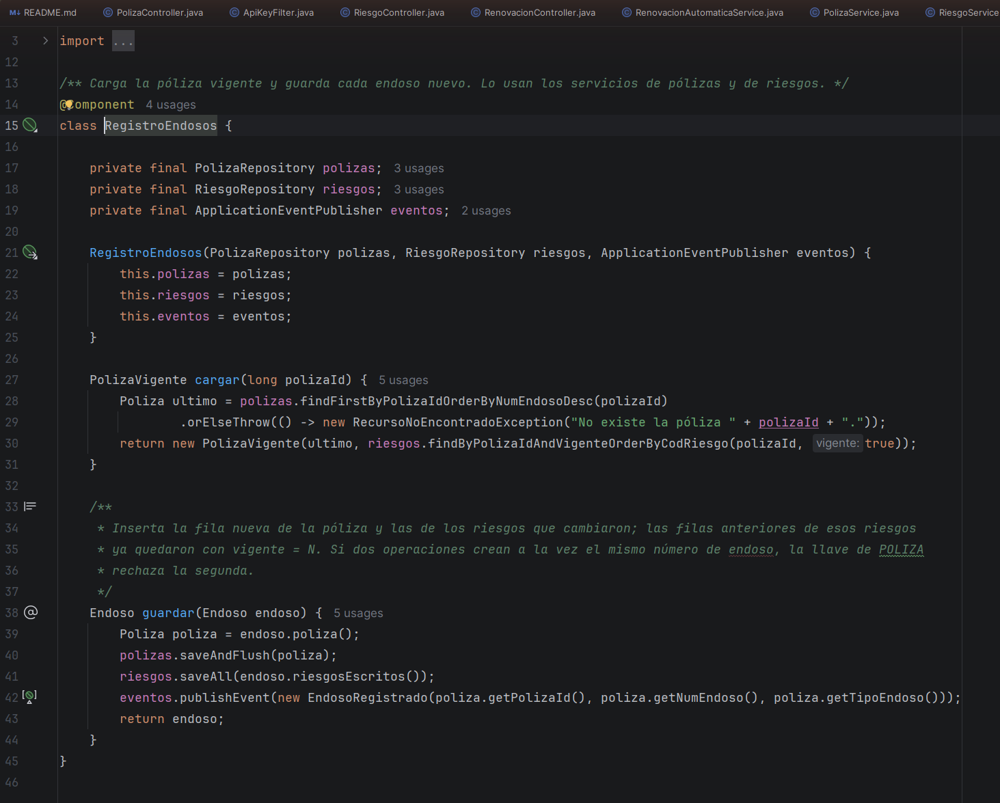 README.md PolizaController.java ApiKeyFilter.java RiesgoController.java RenovacionController.java RenovacionAutomaticaService.java PolizaService.java RiesgoService
3 import ...
12
13 /** Carga la póliza vigente y guarda cada endoso nuevo. Lo usan los servicios de pólizas y de riesgos. */
14 @Component 4 usages
15 class RegistroEndosos {
16
17 private final PolizaRepository polizas; 3 usages
18 private final RiesgoRepository riesgos; 3 usages
19 private final ApplicationEventPublisher eventos; 2 usages
20
21 RegistroEndosos(PolizaRepository polizas, RiesgoRepository riesgos, ApplicationEventPublisher eventos) {
22 this.polizas = polizas;
23 this.riesgos = riesgos;
24 this.eventos = eventos;
25 }
26
27 PolizaVigente cargar(long polizaId) { 5 usages
28 Poliza ultimo = polizas.findFirstByPolizaIdOrderByNumEndosoDesc(polizaId)
29 .orElseThrow(() -> new RecursoNoEncontradoException("No existe la póliza " + polizaId + "."));
30 return new PolizaVigente(ultimo, riesgos.findByPolizaIdAndVigenteOrderByCodRiesgo(polizaId, vigente: true));
31 }
32
33 /**
34 * Inserta la fila nueva de la póliza y las de los riesgos que cambiaron; las filas anteriores de esos riesgos
35 * ya quedaron con vigente = N. Si dos operaciones crean a la vez el mismo número de endoso, la llave de POLIZA
36 * rechaza la segunda.
37 */
38 Endoso guardar(Endoso endoso) { 5 usages
39 Poliza poliza = endoso.poliza();
40 polizas.saveAndFlush(poliza);
41 riesgos.saveAll(endoso.riesgosEscritos());
42 eventos.publishEvent(new EndosoRegistrado(poliza.getPolizaId(), poliza.getNumEndoso(), poliza.getTipoEndoso()));
43 return endoso;
44 }
45 }
46